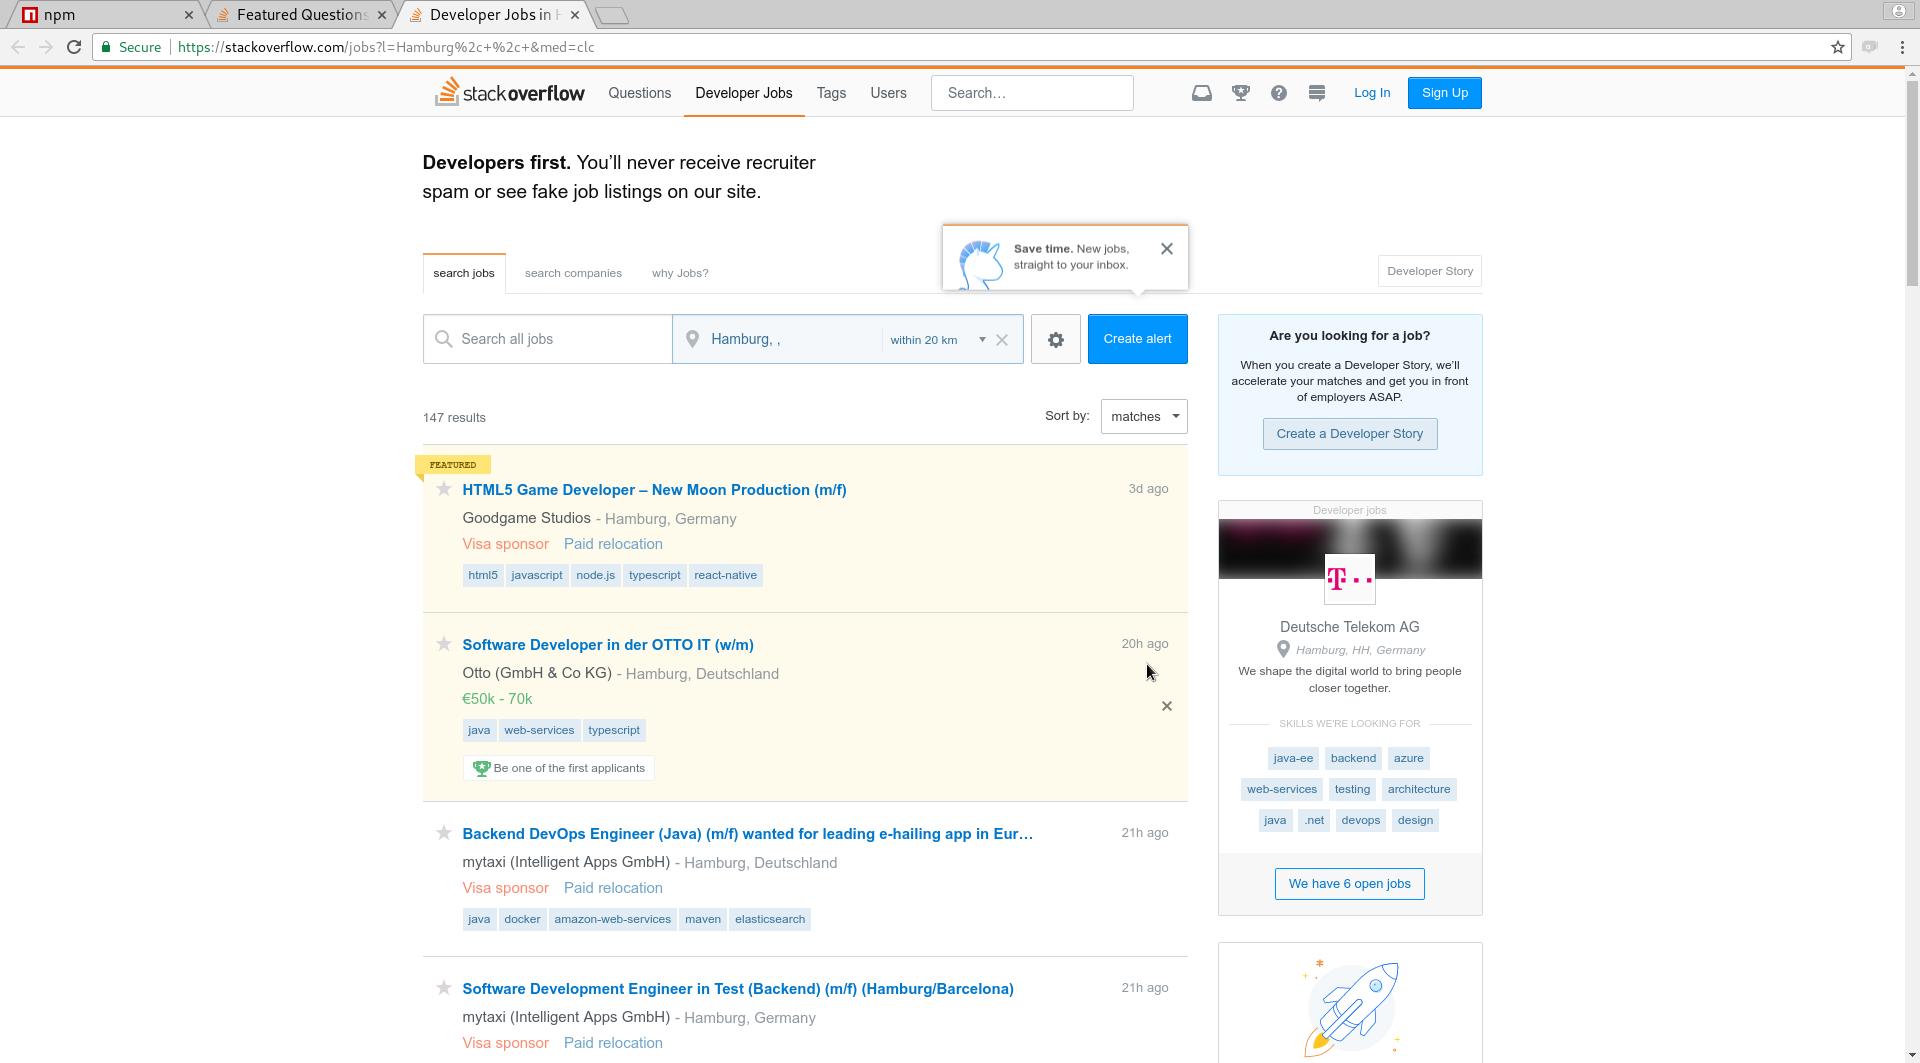 npm
Featured Questions
Developer Jobs in H
Secure
https://stackoverflow.com/jobs?l=Hamburg%2c+%2c+&med=clc
stackoverflow
Questions
Developer Jobs
Tags
Users
Search...
Log In
Sign Up
Developers first. You'll never receive recruiter
spam or see fake job listings on our site.
Save time. New jobs,
straight to your inbox.
search jobs
search companies
why Jobs?
Developer Story
Search all jobs
Hamburg, ,
within 20 km
Create alert
147 results
Sort by:
matches
FEATURED
HTML5 Game Developer – New Moon Production (m/f)
3d ago
Goodgame Studios - Hamburg, Germany
Visa sponsor Paid relocation
html5 javascript node.js typescript react-native
Software Developer in der OTTO IT (w/m)
20h ago
Otto (GmbH & Co KG) - Hamburg, Deutschland
€50k - 70k
java web-services typescript
Be one of the first applicants
Backend DevOps Engineer (Java) (m/f) wanted for leading e-hailing app in Eur...
21h ago
mytaxi (Intelligent Apps GmbH) - Hamburg, Deutschland
Visa sponsor Paid relocation
java docker amazon-web-services maven elasticsearch
Software Development Engineer in Test (Backend) (m/f) (Hamburg/Barcelona)
21h ago
mytaxi (Intelligent Apps GmbH) - Hamburg, Germany
Visa sponsor Paid relocation
Are you looking for a job?
When you create a Developer Story, we'll
accelerate your matches and get you in front
of employers ASAP.
Create a Developer Story
Developer jobs
T
Deutsche Telekom AG
Hamburg, HH, Germany
We shape the digital world to bring people
closer together.
SKILLS WE'RE LOOKING FOR
java-ee backend azure
web-services testing architecture
java .net devops design
We have 6 open jobs